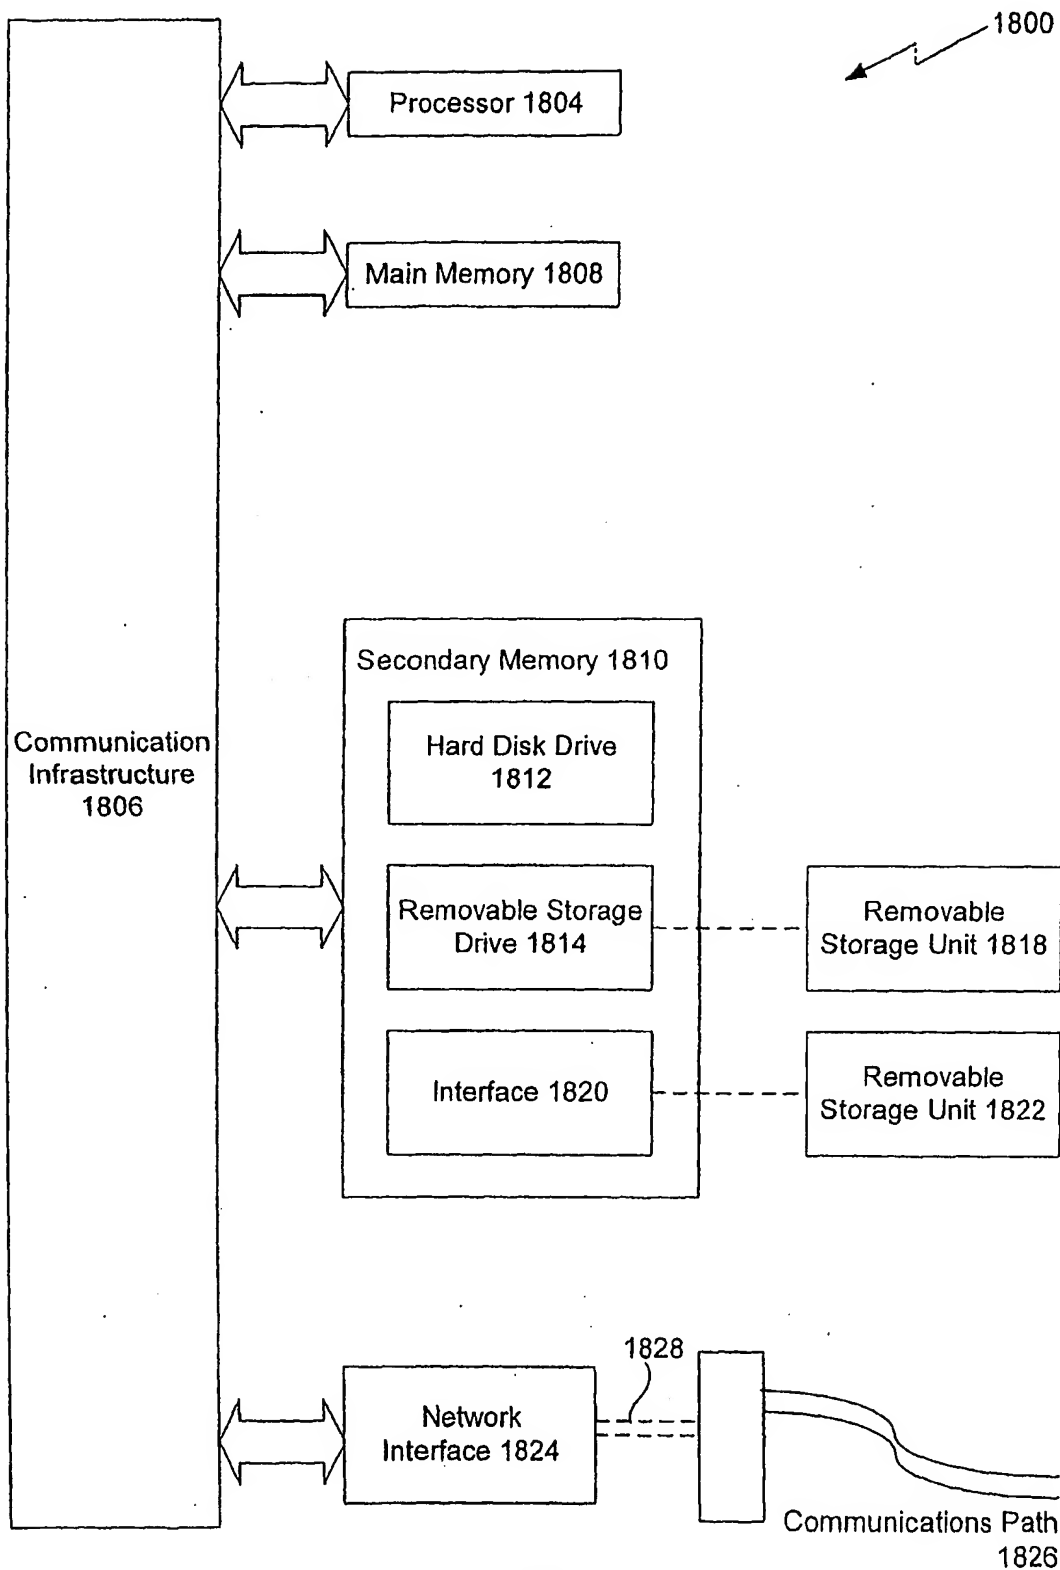 1800
Processor 1804
Main Memory 1808
Secondary Memory 1810
Hard Disk Drive
1812
Communication
Infrastructure
1806
Removable Storage
Drive 1814
Removable
Storage Unit 1818
Interface 1820
Removable
Storage Unit 1822
1828
Network
Interface 1824
Communications Path
1826